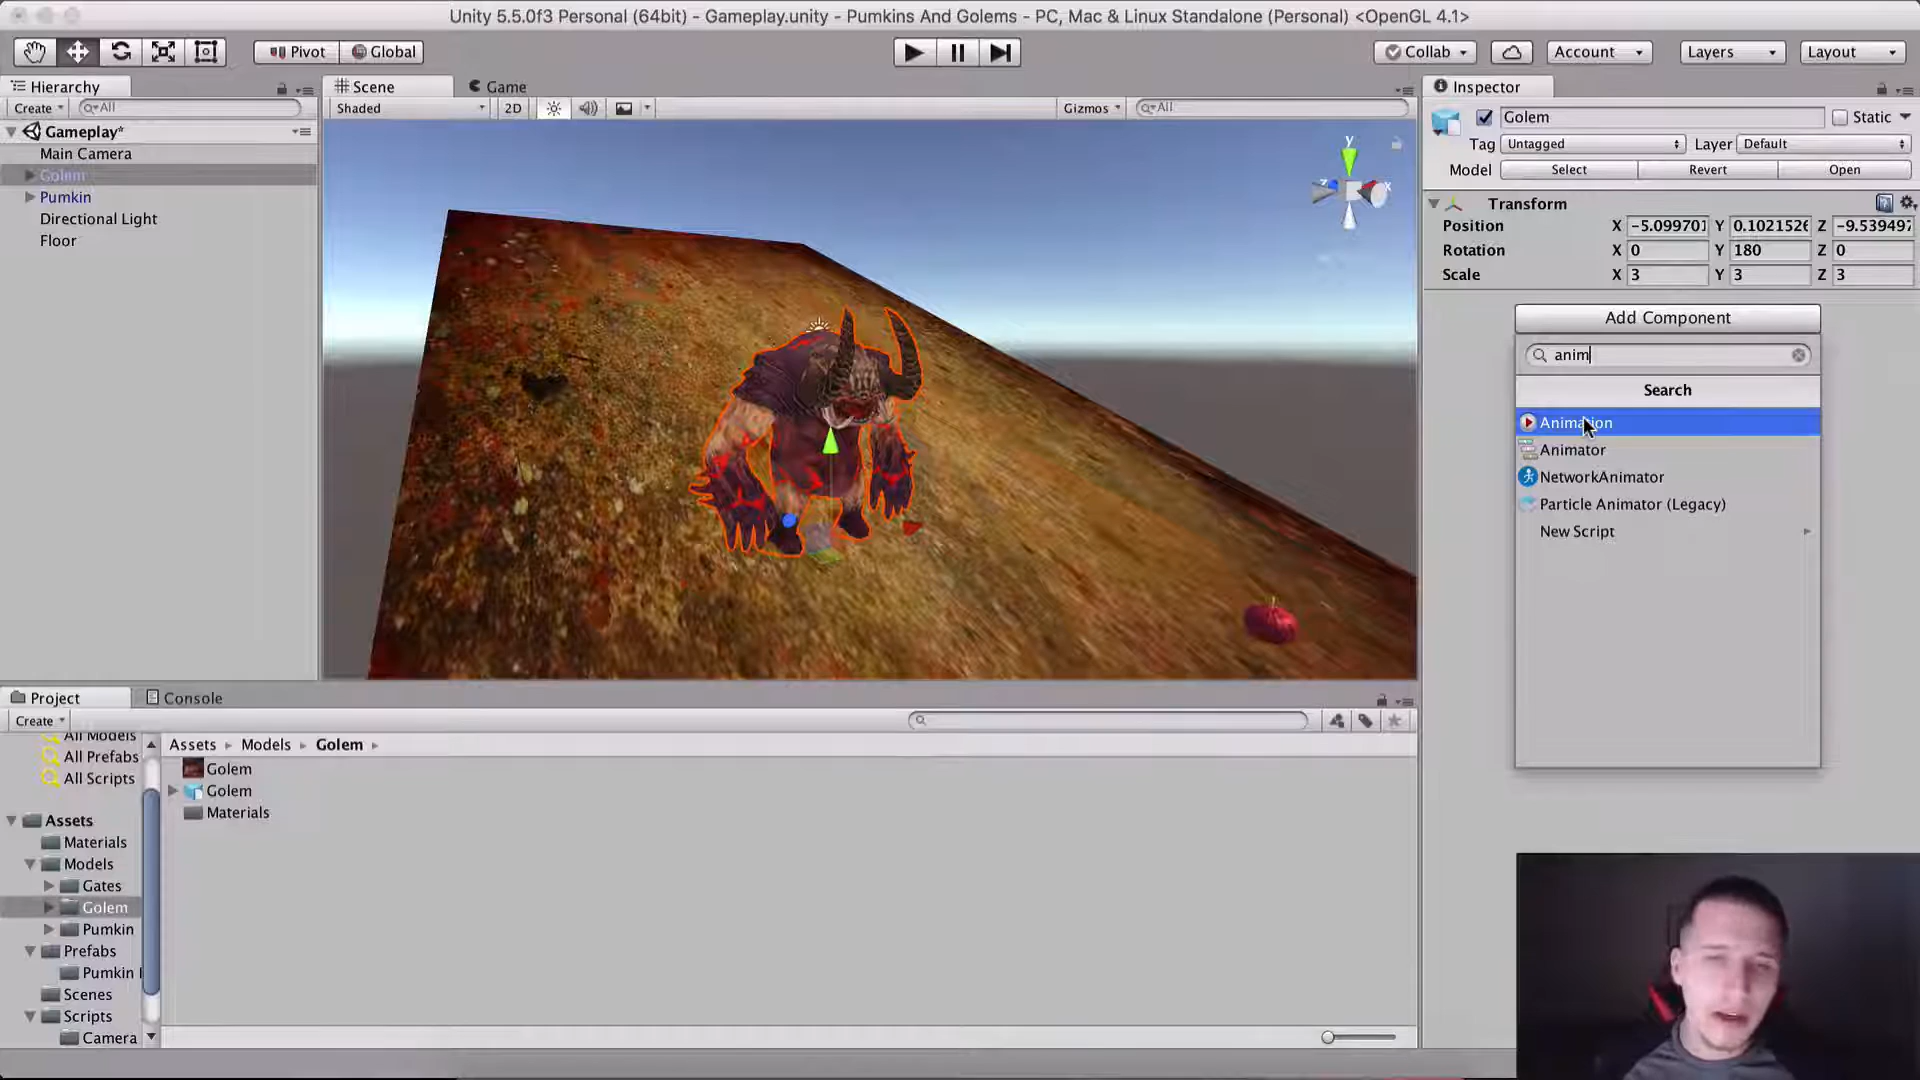 Unity 5.5.0f3 Personal (64bit) - Gameplay.unity - Pumkins And Golems - PC, Mac & Linux Standalone (Personal) <OpenGL 4.1>
Pivot Global Collab Account Layers Layout
Hierarchy
Create All
Gameplay*
Main Camera
Golem
Pumkin
Directional Light
Floor
Scene Game
Shaded 2D Gizmos All
y
z x
Inspector
Golem Static
Tag Untagged Layer Default
Model Select Revert Open
Transform
Position X -5.099701 Y 0.1021526 Z -9.539497
Rotation X 0 Y 180 Z 0
Scale X 3 Y 3 Z 3
Add Component
anim
Search
Animation
Animator
NetworkAnimator
Particle Animator (Legacy)
New Script
Project Console
Create
All Models
All Prefabs
All Scripts
Assets
Materials
Models
Gates
Golem
Pumkin
Prefabs
Pumkin
Scenes
Scripts
Camera
Assets Models Golem
Golem
Golem
Materials